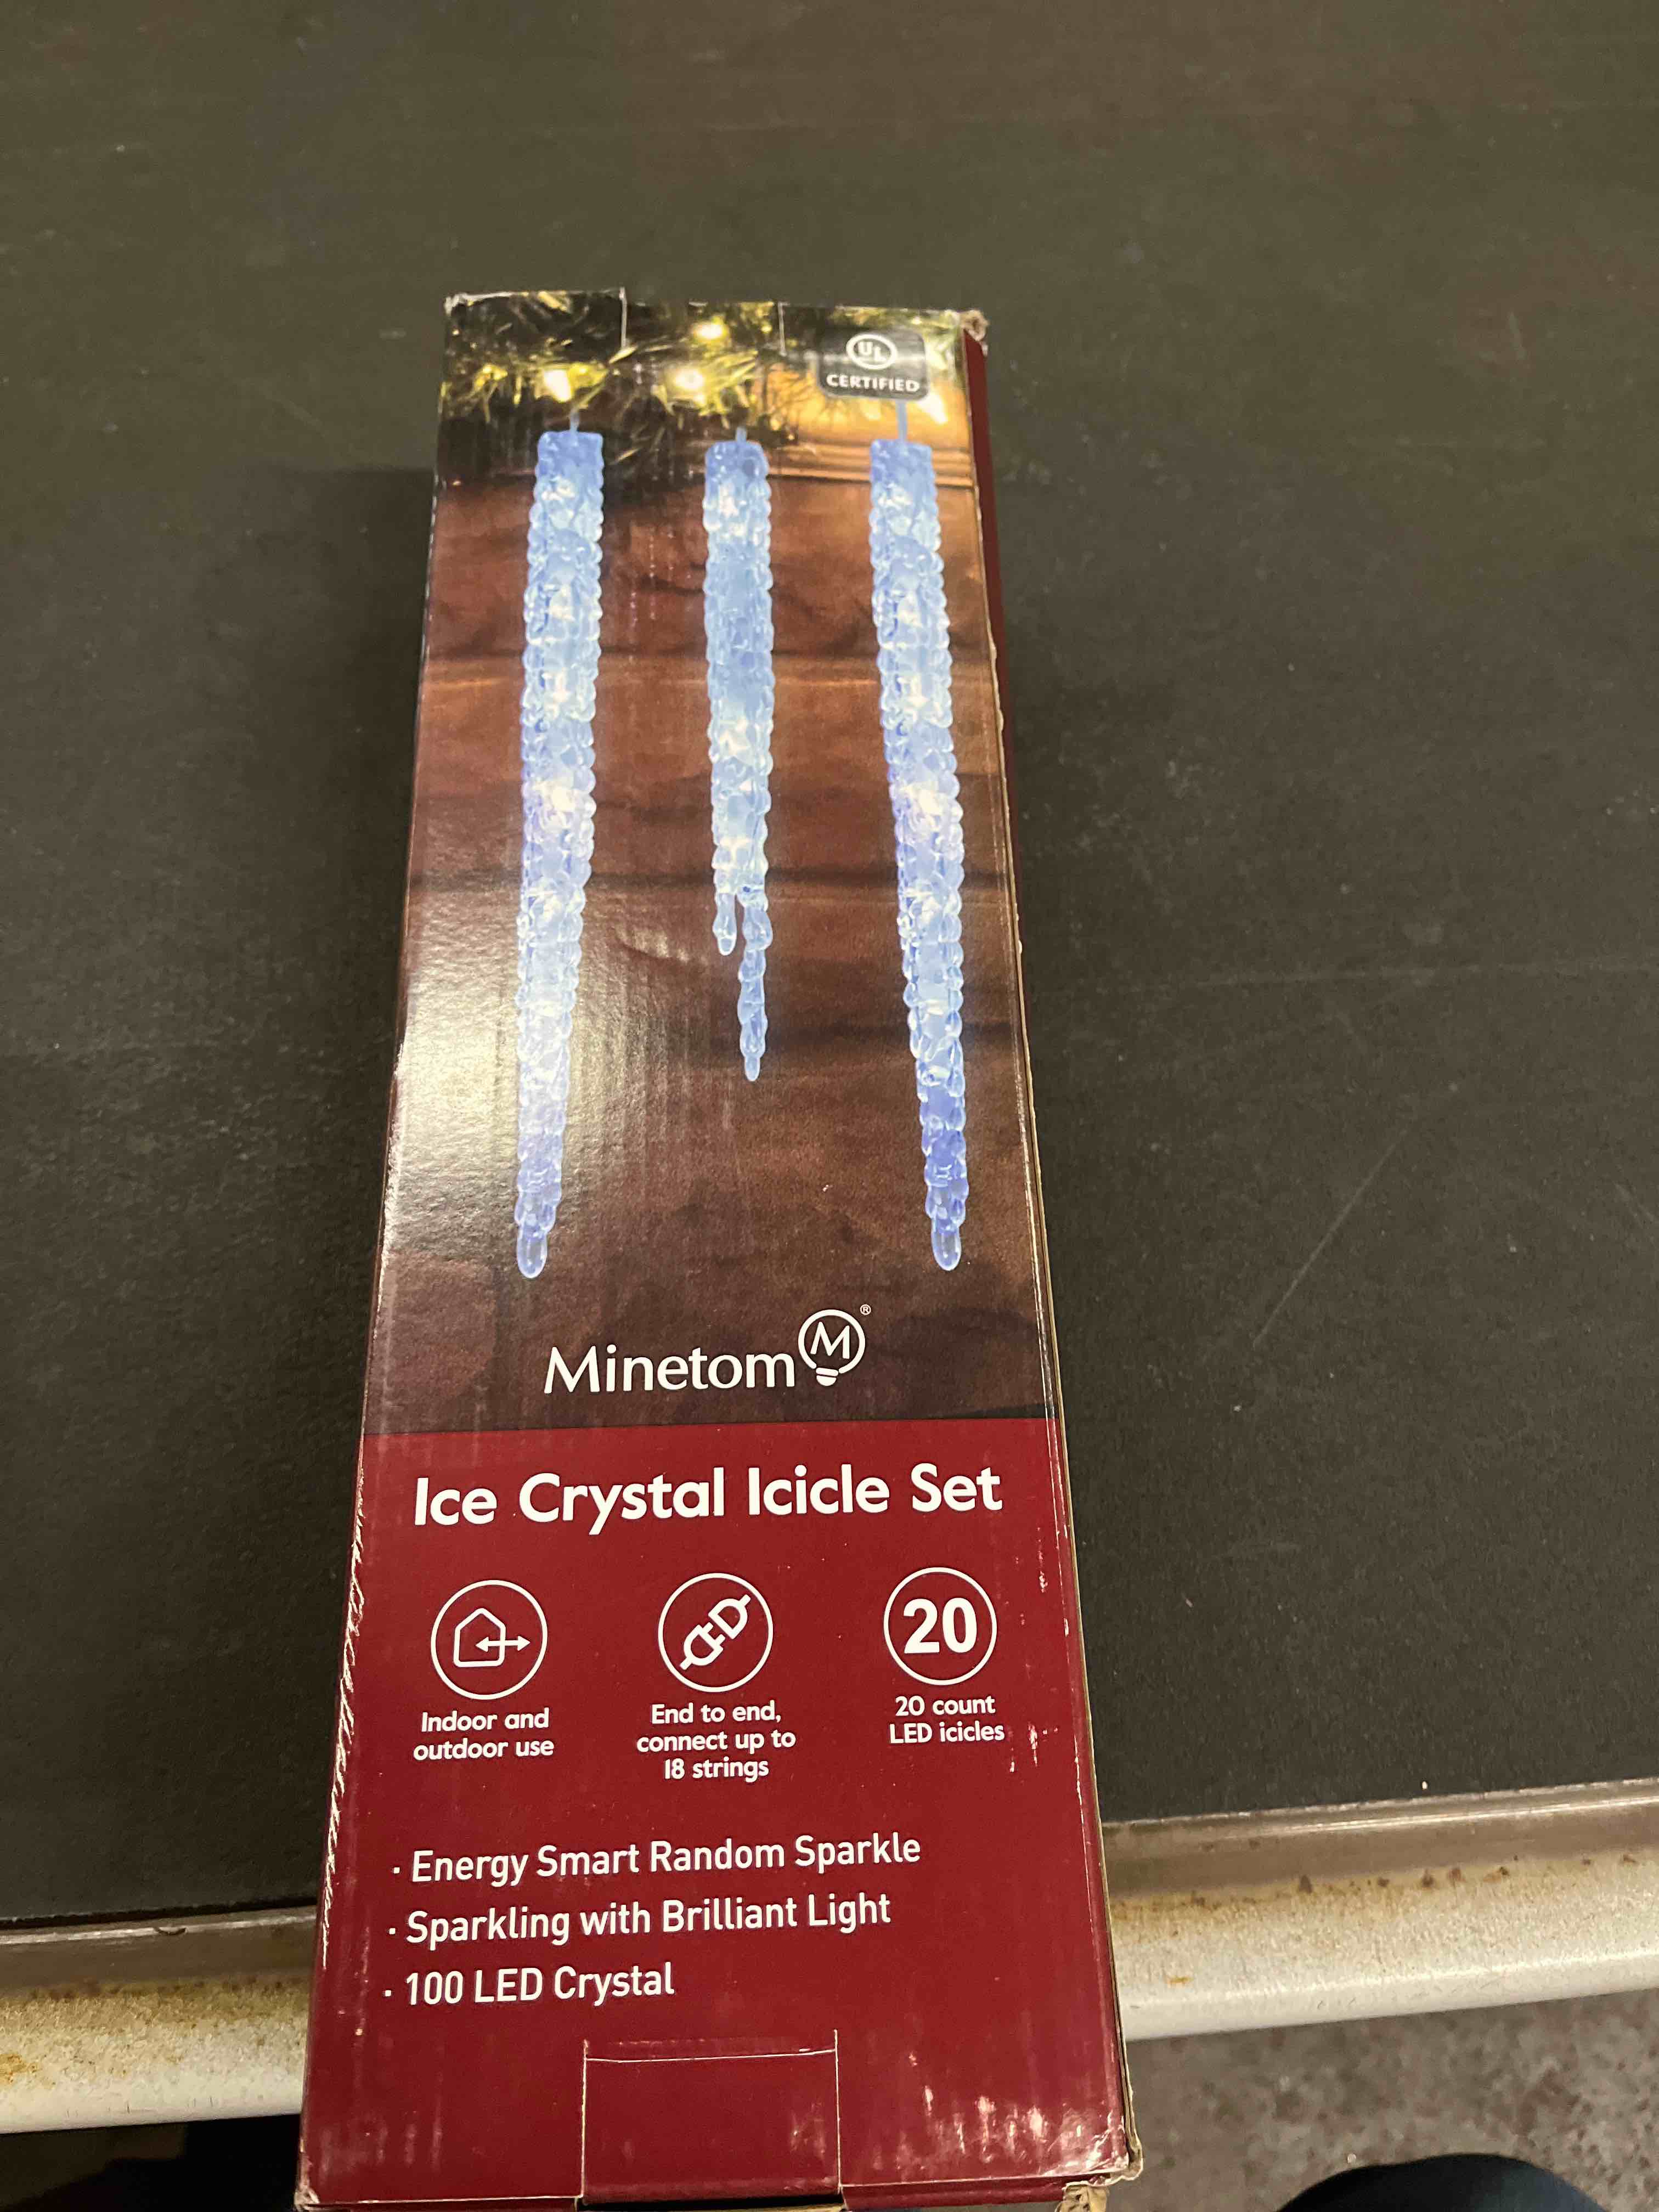 UL
CERTIFIED
Minetom M ®
Ice Crystal Icicle Set
20
Indoor and
outdoor use
End to end,
connect up to
18 strings
20 count
LED icicles
· Energy Smart Random Sparkle
· Sparkling with Brilliant Light
· 100 LED Crystal